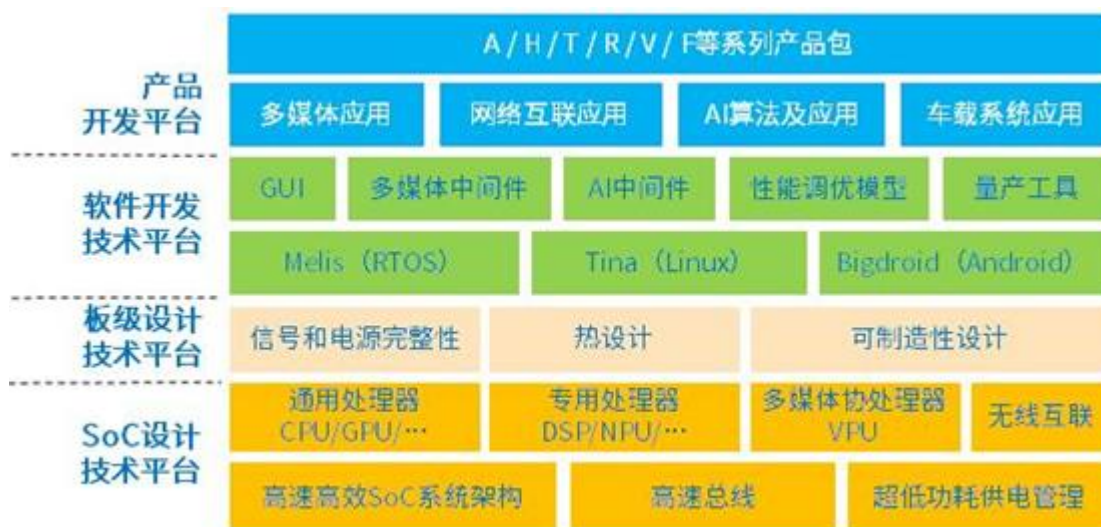 A / H / T / R / V / F等系列产品包
产品
开发平台
多媒体应用
网络互联应用
AI算法及应用
车载系统应用
软件开发
技术平台
GUI
多媒体中间件
AI中间件
性能调优模型
量产工具
Melis（RTOS）
Tina（Linux）
Bigdroid（Android）
板级设计
技术平台
信号和电源完整性
热设计
可制造性设计
SoC设计
技术平台
通用处理器
CPU/GPU/…
专用处理器
DSP/NPU/…
多媒体协处理器
VPU
无线互联
高速高效SoC系统架构
高速总线
超低功耗供电管理